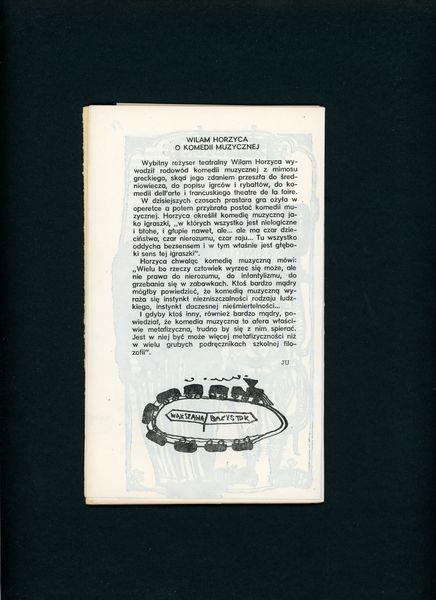 WILAM HORZYCA
O KOMEDII MUZYCZNEJ
Wybitny reżyser teatralny Wilam Horzyca wy-
wodził rodowód komedii muzycznej z mimosu
greckiego, skąd jego zdaniem przeszła do śred-
niowiecza, do popisu igrców i rybałtów, do ko-
medii dell'arte i francuskiego theatre de la foire.
W dzisiejszych czasach prastara gra ożyła w
operetce a potem przybrała postać komedii mu-
zycznej. Horzyca określił komedię muzyczną ja-
ko igraszki, „w których wszystko jest nielogiczne
i błahe, i głupie nawet, ale... ale ma czar dzie-
ciństwa, czar nierozumu, czar raju... Tu wszystko
oddycha bezsensem i w tym właśnie jest głębo-
ki sens tej igraszki".
Horzyca chwaląc komedię muzyczną mówi:
„Wielu bo rzeczy człowiek wyrzec się może, ale
nie prawa do nierozumu, do infantylizmu, do
grzebania się w zabawkach. Ktoś bardzo mądry
mógłby powiedzieć, że komedią muzyczną wy-
raża się instynkt niezniszczalności rodzaju ludz-
kiego, instynkt doczesnej nieśmiertelności...
I gdyby ktoś inny, również bardzo mądry, po-
wiedział, że komedia muzyczna to afera właści-
wie metafizyczna, trudno by się z nim spierać.
Jest w niej być może więcej metafizyczności niż
w wielu grubych podręcznikach szkolnej filo-
zofii".
JU
WARSZAWA BIAŁYSTOK